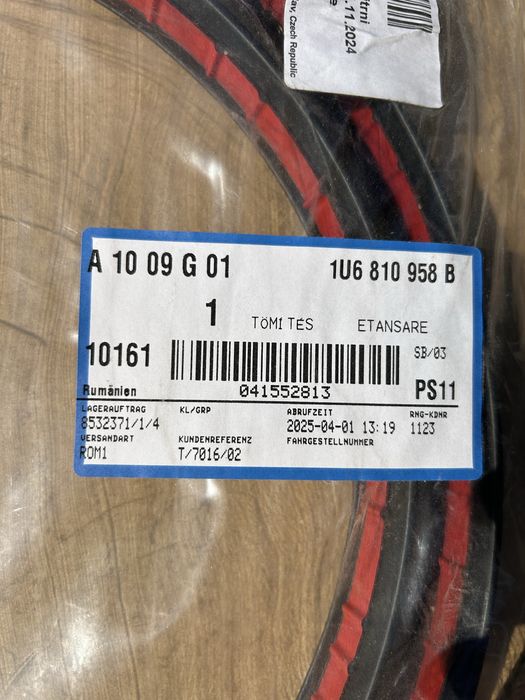 .11.2024
av, Czech Republic
A 10 09 G 01 1U6 810 958 B
1 TÖMITÉS ETANSARE
10161 SB/03
041552813
Rumänien PS11
LAGERAUFTRAG KL/GRP ABRUFZEIT RNG-KDNR
8532371/1/4 2025-04-01 13:19 1123
VERSANDART KUNDENREFERENZ FAHRGESTELLNUMMER
ROM1 T/7016/02